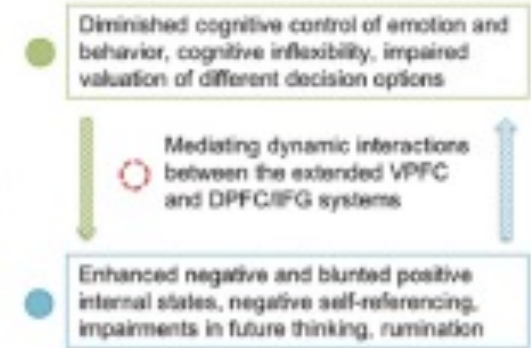 Diminished cognitive control of emotion and
behavior, cognitive inflexibility, impaired
valuation of different decision options
Mediating dynamic interactions
between the extended VPFC
and DPFC/IFG systems
Enhanced negative and blunted positive
internal states, negative self-referencing,
impairments in future thinking, rumination